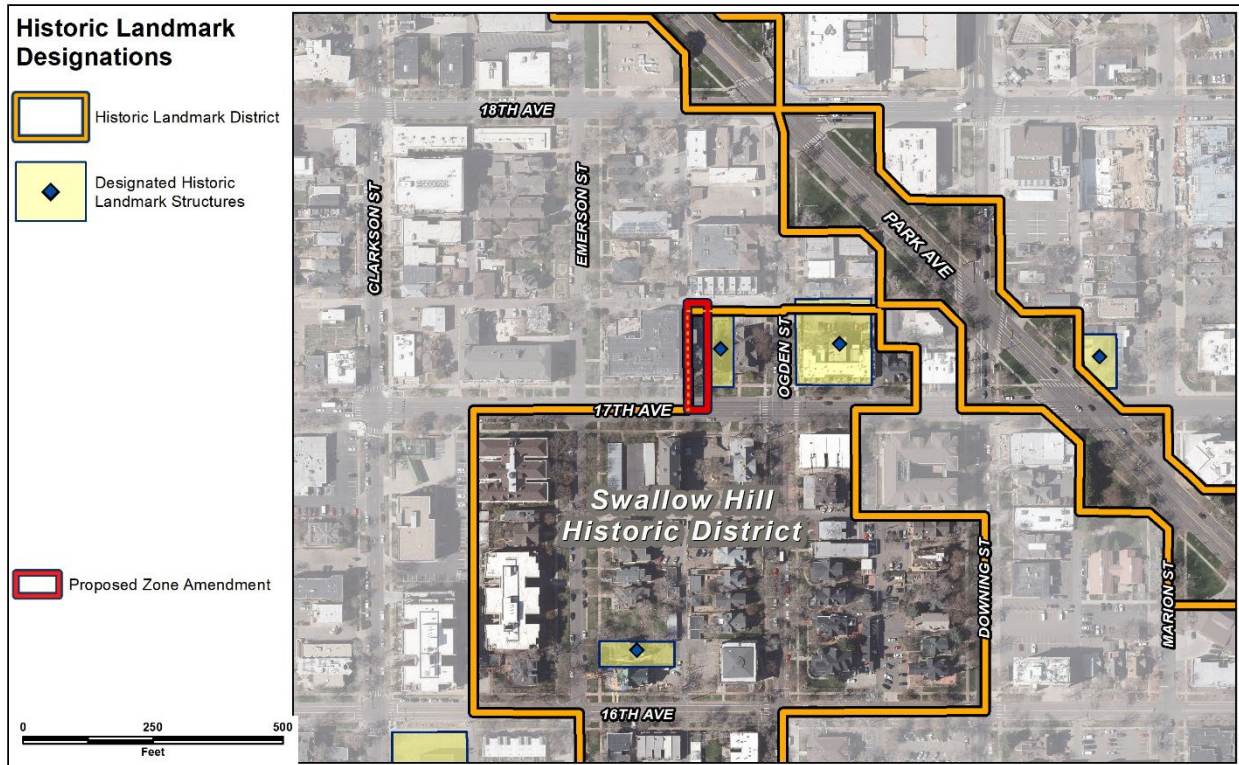 Historic Landmark
Designations
Historic Landmark District
Designated Historic
Landmark Structures
Proposed Zone Amendment
0 250 500
Feet
18TH AVE
CLARKSON ST
EMERSON ST
PARK AVE
OGDEN ST
17TH AVE
Swallow Hill
Historic District
DOWNING ST
MARION ST
16TH AVE